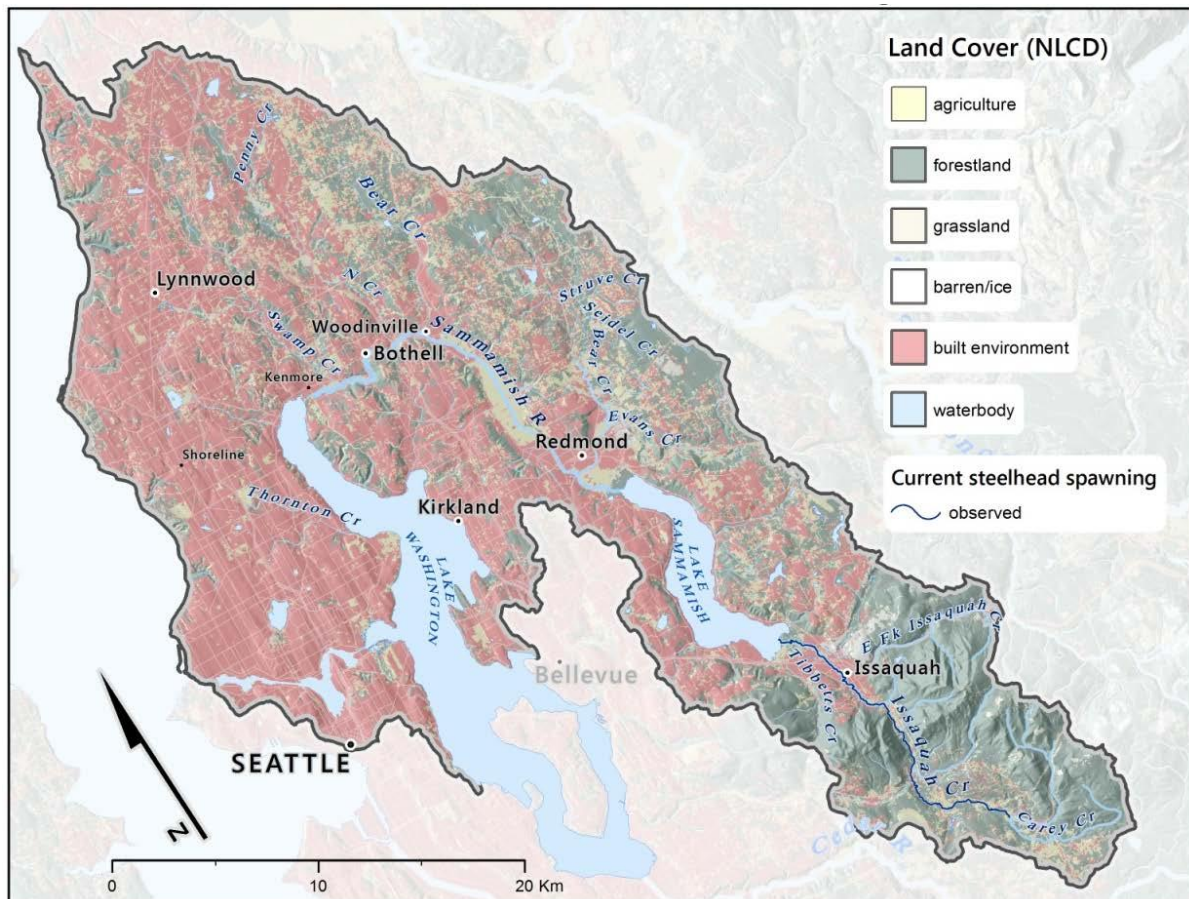 Land Cover (NLCD)
agriculture
forestland
grassland
barren/ice
built environment
waterbody
Current steelhead spawning
observed
Penny Cr
Bear Cr
Lynnwood
N Cr
Struve Cr
Seidel Cr
Swamp Cr
Woodinville
Sammamish R
Bothell
Bear Cr
Kenmore
Evans Cr
Redmond
Shoreline
Thornton Cr
Kirkland
LAKE
WASHINGTON
LAKE
SAMMAMISH
E Fk Issaquah Cr
Bellevue
Tibbetts Cr
Issaquah
Issaquah Cr
SEATTLE
Carey Cr
Cedar R
N
0 10 20 Km